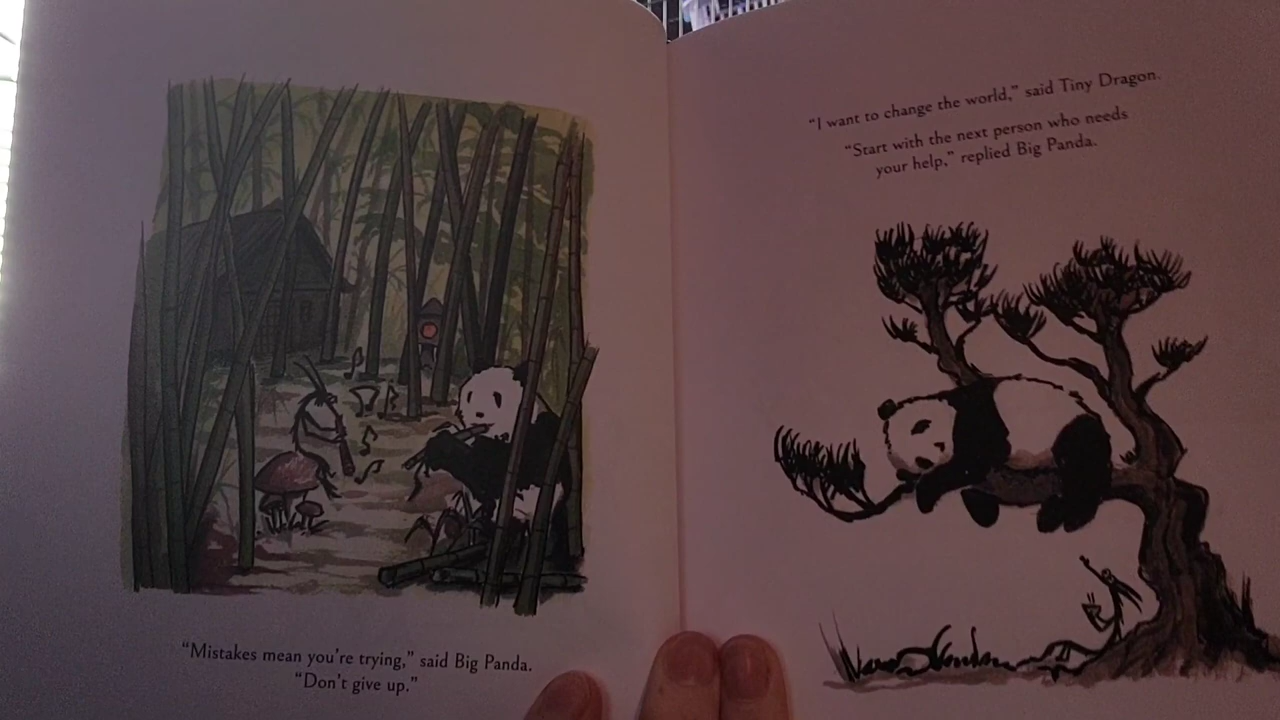 “Mistakes mean you’re trying,” said Big Panda.
“Don’t give up.”
“I want to change the world,” said Tiny Dragon.
“Start with the next person who needs
your help,” replied Big Panda.